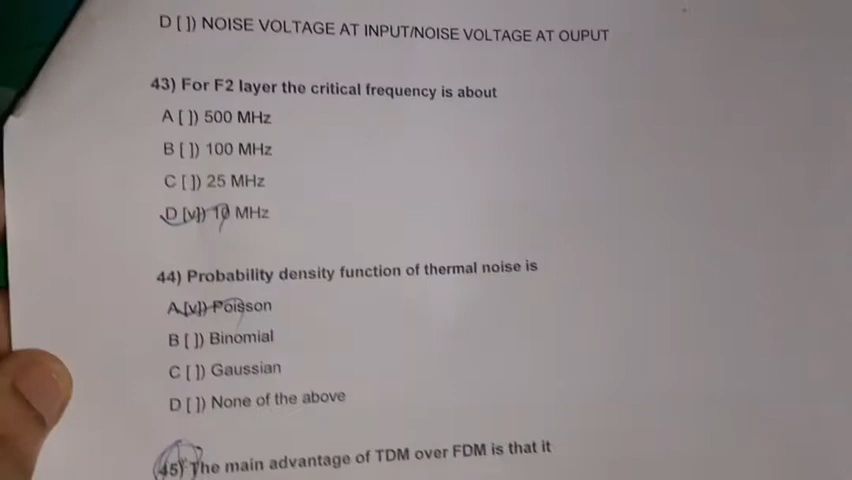 D [ ]) NOISE VOLTAGE AT INPUT/NOISE VOLTAGE AT OUPUT
43) For F2 layer the critical frequency is about
A [ ]) 500 MHz
B [ ]) 100 MHz
C [ ]) 25 MHz
D [v]) 10 MHz
44) Probability density function of thermal noise is
A [v]) Poisson
B [ ]) Binomial
C [ ]) Gaussian
D [ ]) None of the above
45) The main advantage of TDM over FDM is that it